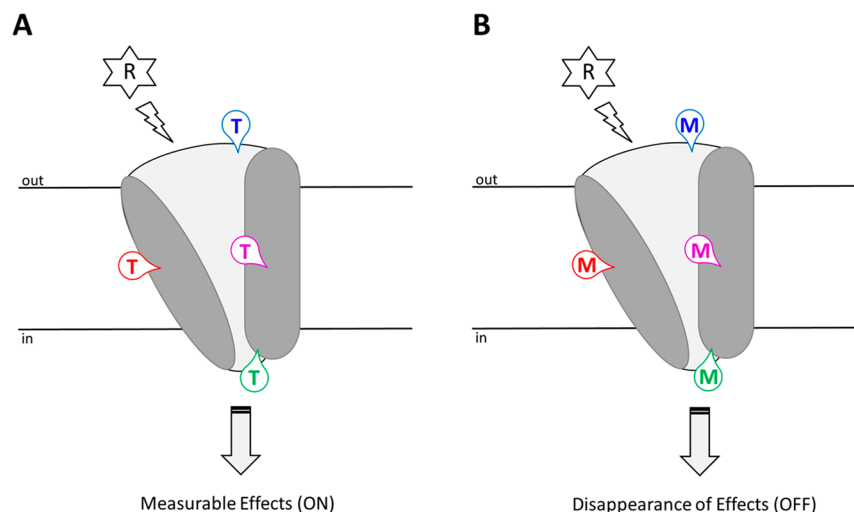 A
B
R
R
T
M
out
out
T
T
M
M
in
in
T
M
Measurable Effects (ON)
Disappearance of Effects (OFF)